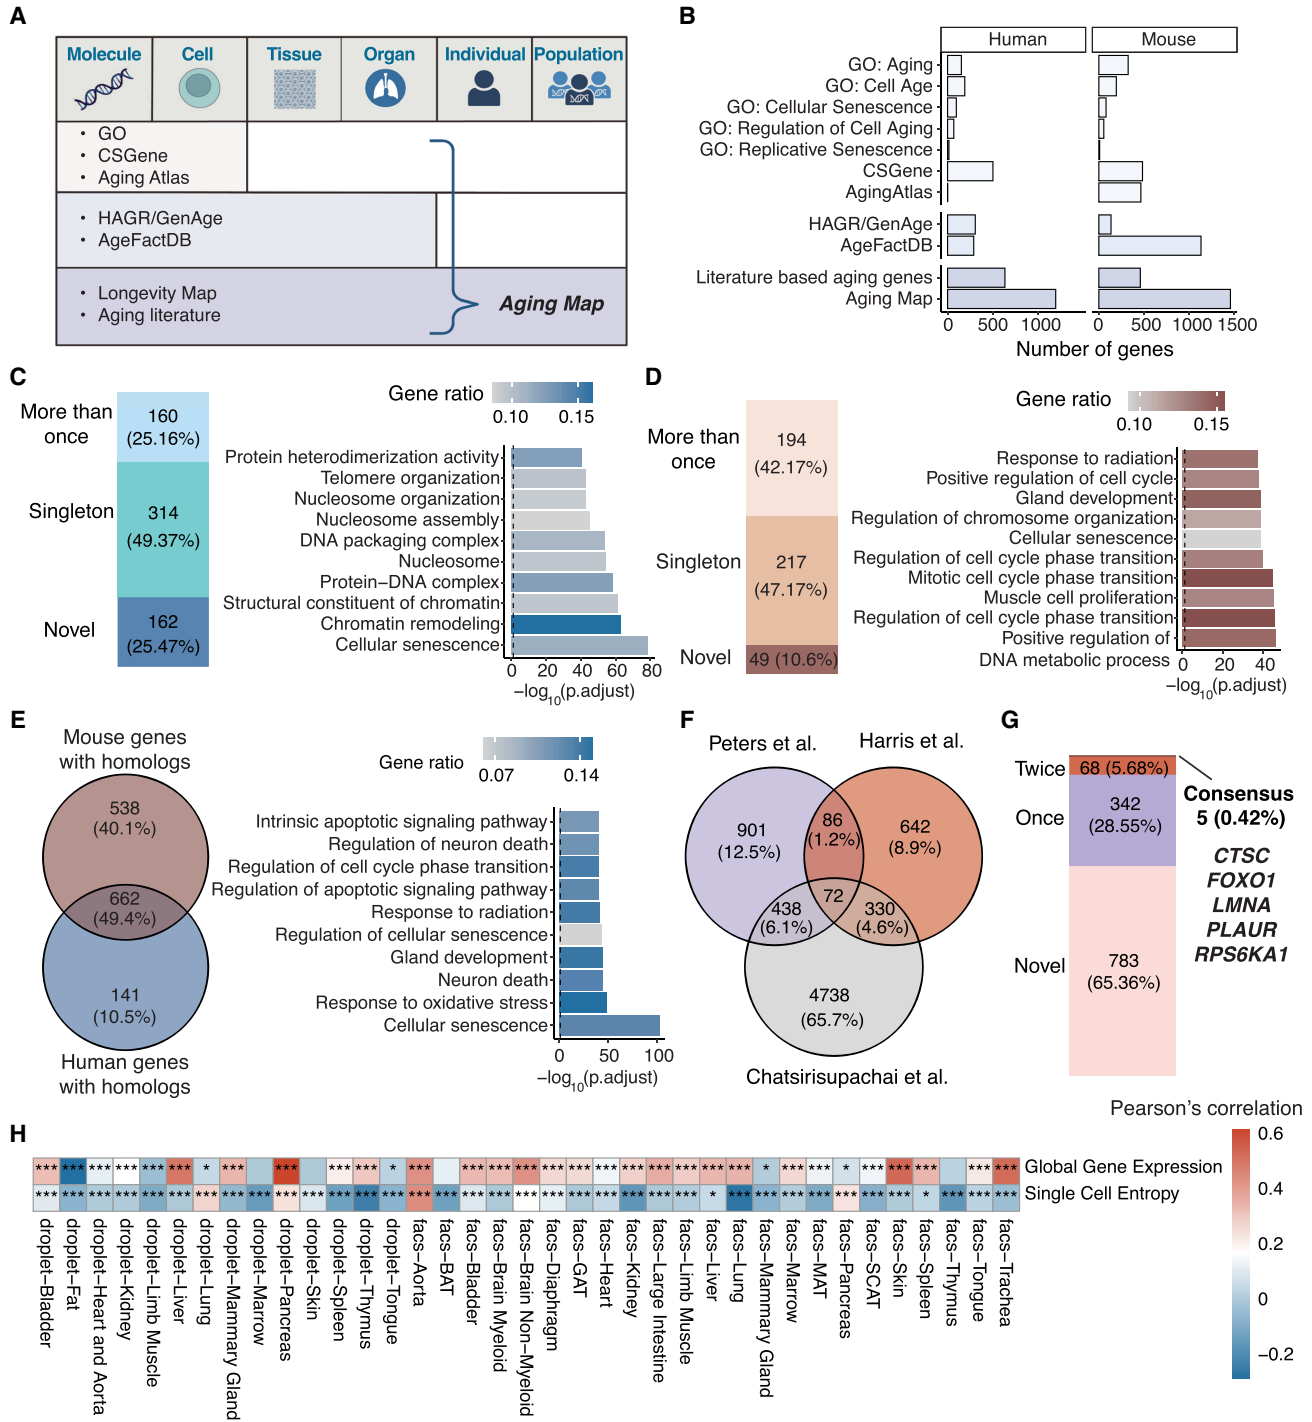 A
Molecule
Cell
Tissue
Organ
Individual
Population
• GO
• CSGene
• Aging Atlas
• HAGR/GenAge
• AgeFactDB
• Longevity Map
• Aging literature
Aging Map
B
Human
Mouse
GO: Aging
GO: Cell Age
GO: Cellular Senescence
GO: Regulation of Cell Aging
GO: Replicative Senescence
CSGene
AgingAtlas
HAGR/GenAge
AgeFactDB
Literature based aging genes
Aging Map
0 500 1000
0 500 1000 1500
Number of genes
C
More than
once
160
(25.16%)
Singleton
314
(49.37%)
Novel
162
(25.47%)
Gene ratio
0.10 0.15
Protein heterodimerization activity
Telomere organization
Nucleosome organization
Nucleosome assembly
DNA packaging complex
Nucleosome
Protein−DNA complex
Structural constituent of chromatin
Chromatin remodeling
Cellular senescence
0 20 40 60 80
−log10(p.adjust)
D
More than
once
194
(42.17%)
Singleton
217
(47.17%)
Novel
49 (10.6%)
Gene ratio
0.10 0.15
Response to radiation
Positive regulation of cell cycle
Gland development
Regulation of chromosome organization
Cellular senescence
Regulation of cell cycle phase transition
Mitotic cell cycle phase transition
Muscle cell proliferation
Regulation of cell cycle phase transition
Positive regulation of
DNA metabolic process
0 20 40
−log10(p.adjust)
E
Mouse genes
with homologs
538
(40.1%)
662
(49.4%)
141
(10.5%)
Human genes
with homologs
Gene ratio
0.07 0.14
Intrinsic apoptotic signaling pathway
Regulation of neuron death
Regulation of cell cycle phase transition
Regulation of apoptotic signaling pathway
Response to radiation
Regulation of cellular senescence
Gland development
Neuron death
Response to oxidative stress
Cellular senescence
0 50 100
−log10(p.adjust)
F
Peters et al.
Harris et al.
901
(12.5%)
86
(1.2%)
642
(8.9%)
72
438
(6.1%)
330
(4.6%)
4738
(65.7%)
Chatsirisupachai et al.
G
Twice
68 (5.68%)
Once
342
(28.55%)
Novel
783
(65.36%)
Consensus
5 (0.42%)
CTSC
FOXO1
LMNA
PLAUR
RPS6KA1
H
Pearson's correlation
0.6
0.4
0.2
0
−0.2
*** *** *** *** *** *** * *** *** *** *** * *** *** *** *** *** *** *** *** *** *** *** * *** *** * *** *** *** *** ***
Global Gene Expression
*** *** *** *** *** *** *** *** *** *** *** *** *** *** *** *** *** *** *** *** *** *** *** * *** *** *** *** *** *** *** * *** *** ***
Single Cell Entropy
droplet−Bladder
droplet−Fat
droplet−Heart and Aorta
droplet−Kidney
droplet−Limb Muscle
droplet−Liver
droplet−Lung
droplet−Mammary Gland
droplet−Marrow
droplet−Pancreas
droplet−Skin
droplet−Spleen
droplet−Thymus
droplet−Tongue
facs−Aorta
facs−BAT
facs−Bladder
facs−Brain Myeloid
facs−Brain Non−Myeloid
facs−Diaphragm
facs−GAT
facs−Heart
facs−Kidney
facs−Large Intestine
facs−Limb Muscle
facs−Liver
facs−Lung
facs−Mammary Gland
facs−Marrow
facs−MAT
facs−Pancreas
facs−SCAT
facs−Skin
facs−Spleen
facs−Thymus
facs−Tongue
facs−Trachea